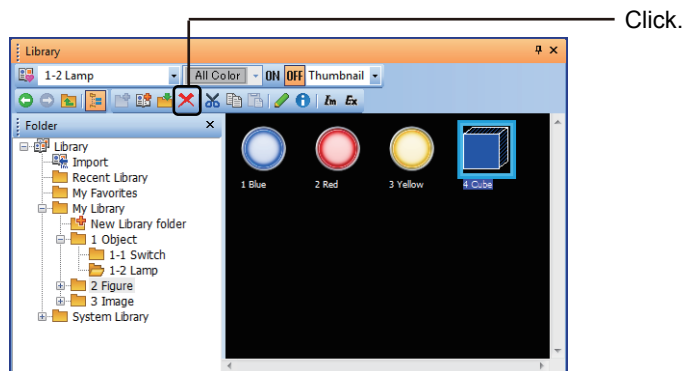 Click.
Library
1-2 Lamp All Color ON OFF Thumbnail
Im Ex
Folder
Library
Import
Recent Library
My Favorites
My Library
New Library folder
1 Object
1-1 Switch
1-2 Lamp
2 Figure
3 Image
System Library
1 Blue 2 Red 3 Yellow 4 Cube